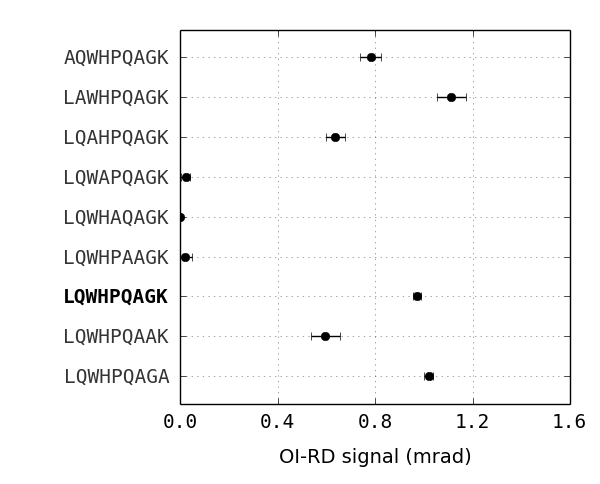 AQWHPQAGK
LAWHPQAGK
LQAHPQAGK
LQWAPQAGK
LQWHAQAGK
LQWHPAAGK
LQWHPQAGK
LQWHPQAAK
LQWHPQAGA
0.0 0.4 0.8 1.2 1.6
OI-RD signal (mrad)